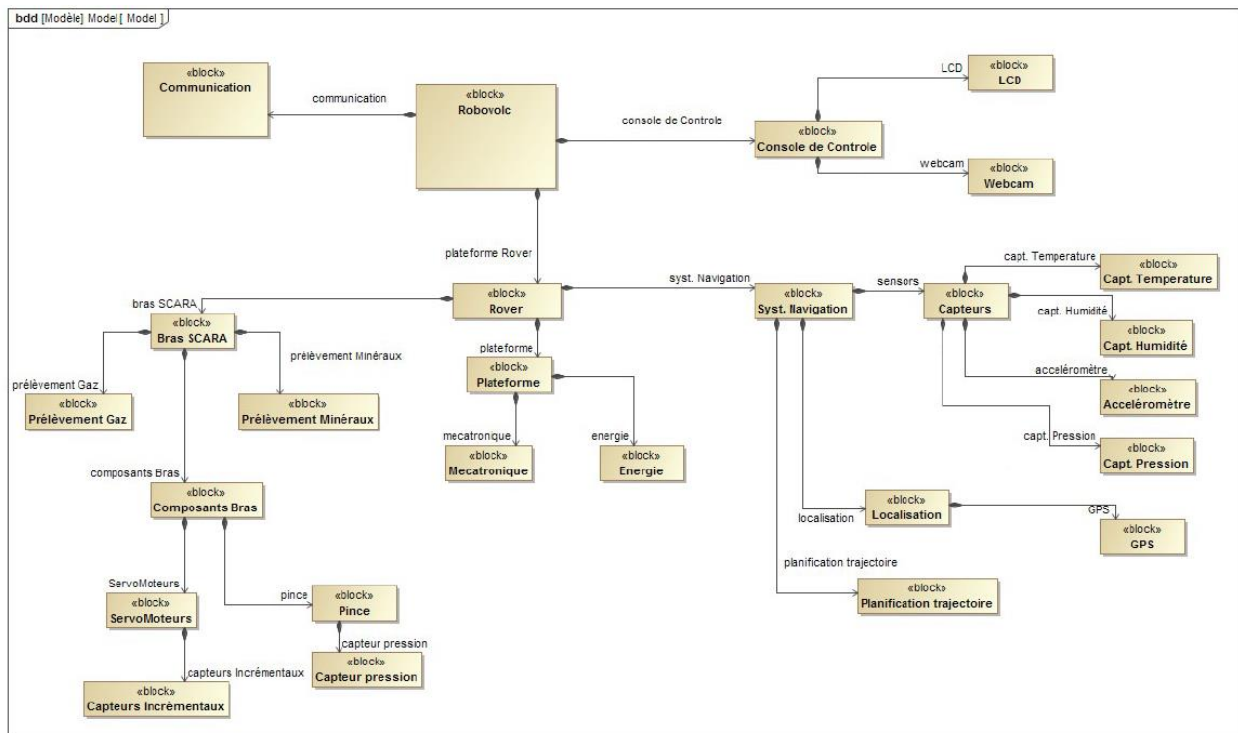 bdd [Modèle] Model [ Model ]
«block»
Communication
communication
«block»
Robovolc
console de Controle
«block»
Console de Controle
LCD
«block»
LCD
webcam
«block»
Webcam
plateforme Rover
«block»
Rover
syst. Navigation
«block»
Syst. Navigation
sensors
«block»
Capteurs
capt. Temperature
«block»
Capt. Temperature
capt. Humidité
«block»
Capt. Humidité
acceléromètre
«block»
Acceléromètre
capt. Pression
«block»
Capt. Pression
bras SCARA
«block»
Bras SCARA
prélèvement Gaz
«block»
Prélèvement Gaz
prélèvement Minéraux
«block»
Prélèvement Minéraux
plateforme
«block»
Plateforme
mecatronique
«block»
Mecatronique
energie
«block»
Energie
localisation
«block»
Localisation
GPS
«block»
GPS
planification trajectoire
«block»
Planification trajectoire
composants Bras
«block»
Composants Bras
ServoMoteurs
«block»
ServoMoteurs
pince
«block»
Pince
capteur pression
«block»
Capteur pression
capteurs Incrémentaux
«block»
Capteurs Incrémentaux